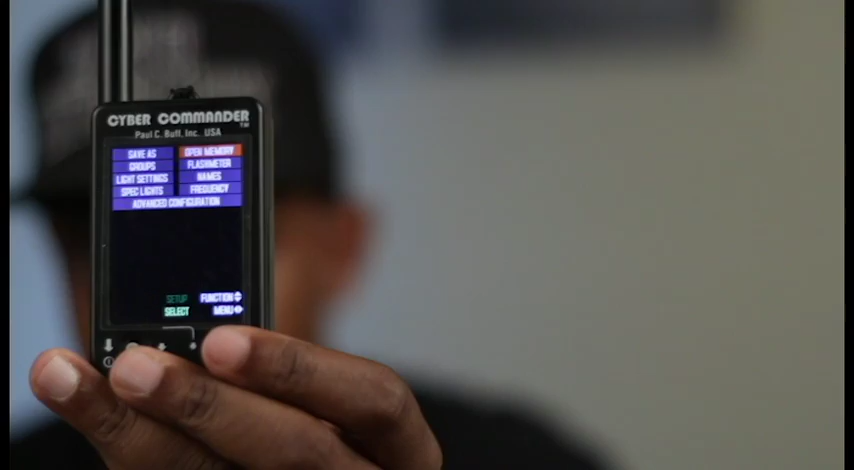 CYBER COMMANDER
TM
Paul C. Buff, Inc. USA
SAVE AS OPEN MEMORY
GROUPS FLASHMETER
LIGHT SETTINGS NAMES
SPEC LIGHTS FREQUENCY
ADVANCED CONFIGURATION
SETUP FUNCTION
SELECT MENU